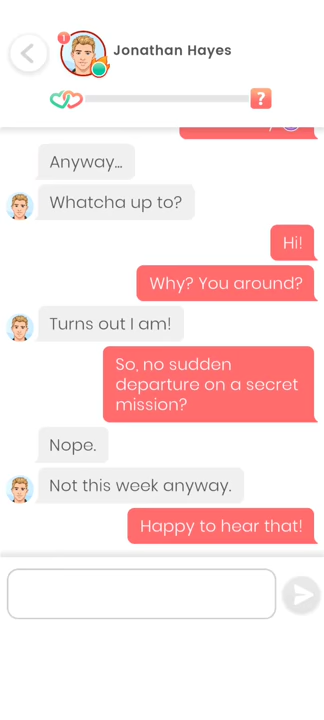 1
Jonathan Hayes
?
Anyway...
Whatcha up to?
Hi!
Why? You around?
Turns out I am!
So, no sudden
departure on a secret
mission?
Nope.
Not this week anyway.
Happy to hear that!